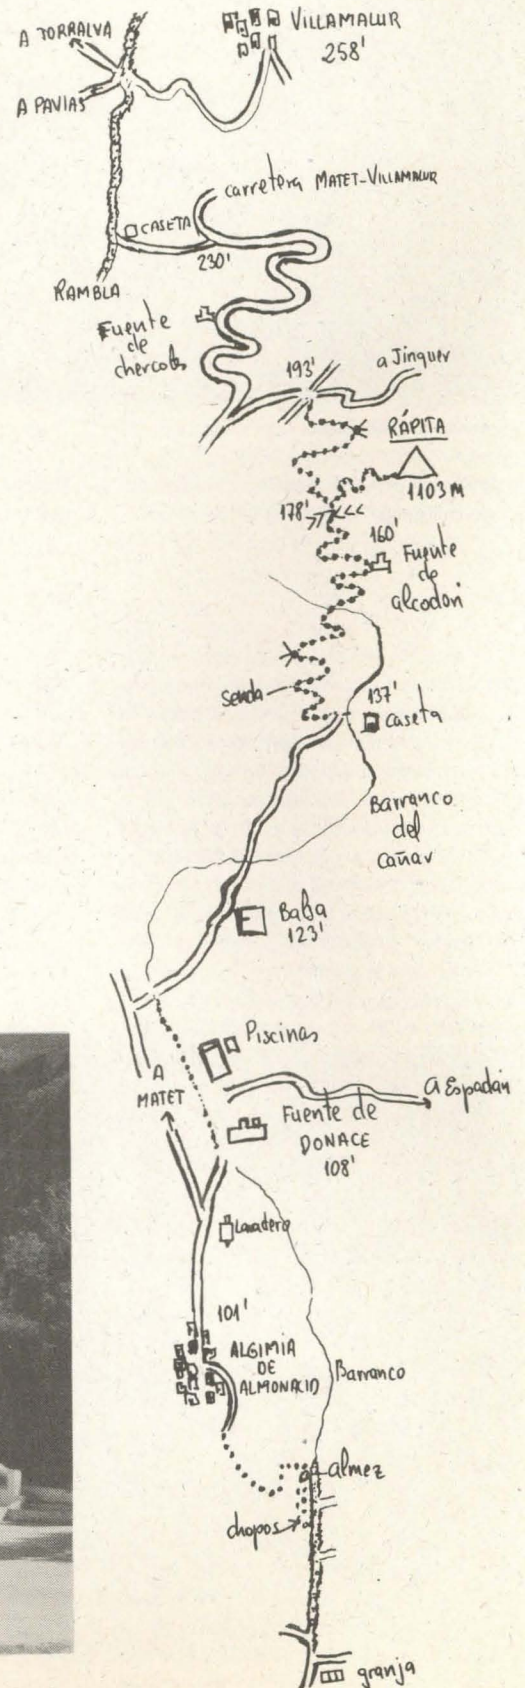 A TORRALVA
VILLAMALUR
258'
A PAVIAS
carretera MATET-VILLAMALUR
CASETA
230'
RAMBLA
Fuente
de
chercoles
193'
a Jinquer
RÁPITA
1103 M
178'
160'
Fuente
de
alcodori
senda
137'
Caseta
Barranco
del
cañar
Balsa
123'
Piscinas
A
MATET
a Espadán
Fuente de
DONACE
108'
Lavadero
101'
ALGIMIA
DE
ALMONACID
Barranco
almez
chopos
granja